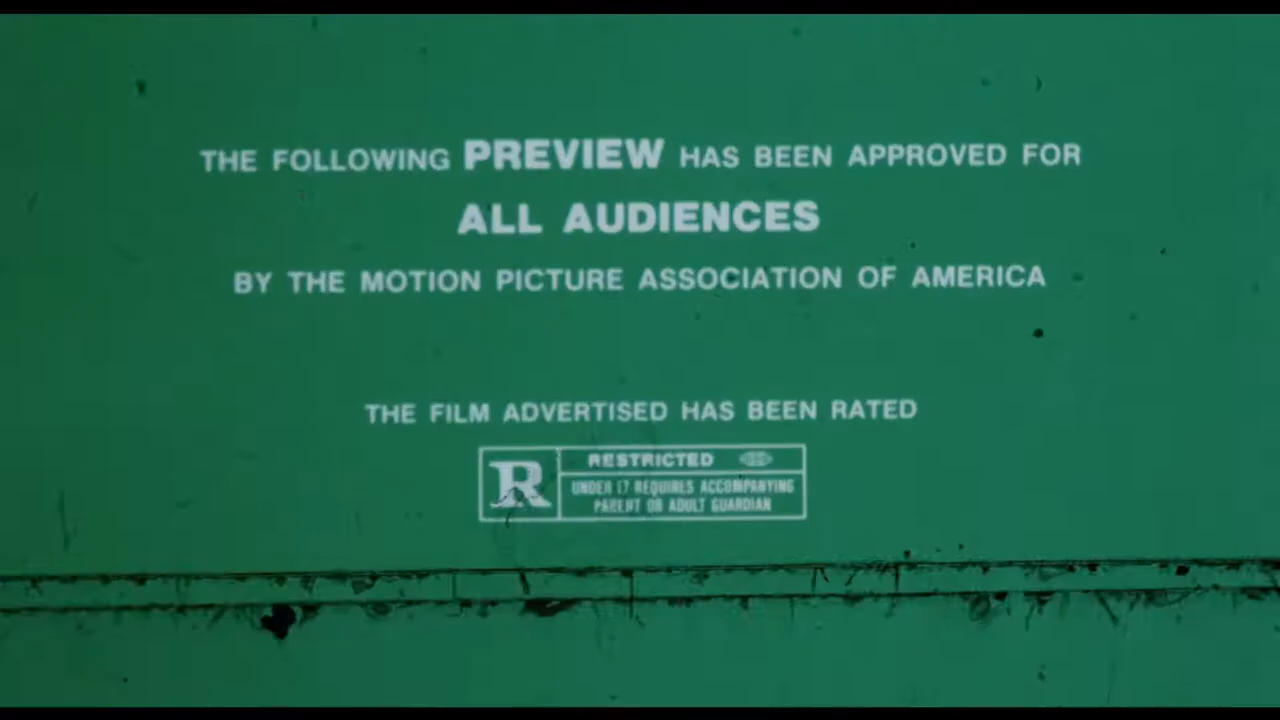 THE FOLLOWING PREVIEW HAS BEEN APPROVED FOR
ALL AUDIENCES
BY THE MOTION PICTURE ASSOCIATION OF AMERICA
THE FILM ADVERTISED HAS BEEN RATED
R
RESTRICTED
UNDER 17 REQUIRES ACCOMPANYING
PARENT OR ADULT GUARDIAN